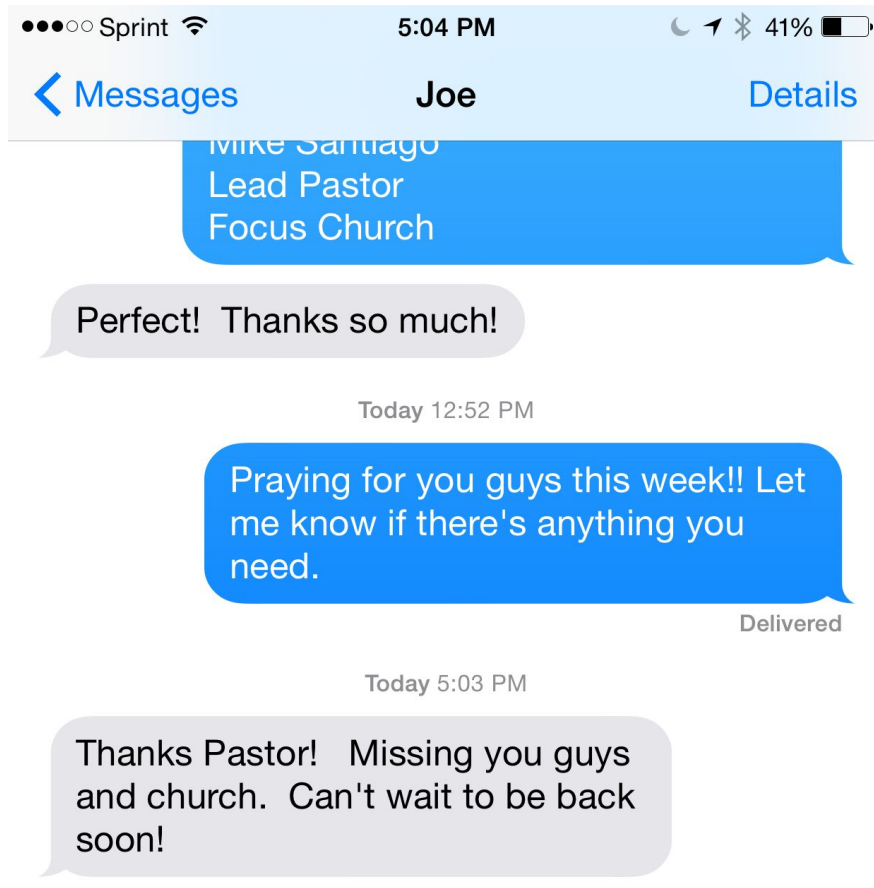 Sprint 5:04 PM 41%
Messages Joe Details
Mike Santiago
Lead Pastor
Focus Church
Perfect!  Thanks so much!
Today 12:52 PM
Praying for you guys this week!! Let
me know if there's anything you
need.
Delivered
Today 5:03 PM
Thanks Pastor!   Missing you guys
and church.  Can't wait to be back
soon!